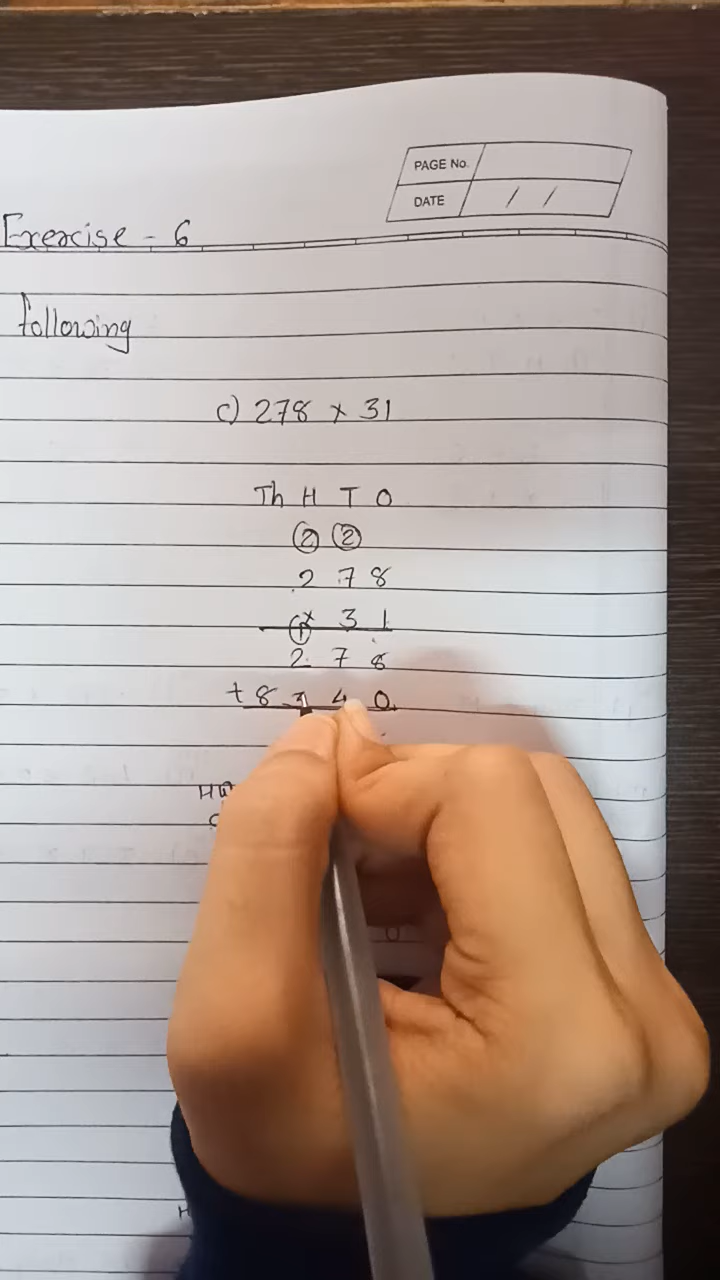 PAGE No.
DATE / /
Exercise - 6
following
c) 278 × 31
Th H T O
2 2
2 7 8
× 3 1
1
2 7 8
+ 8 3 4 0